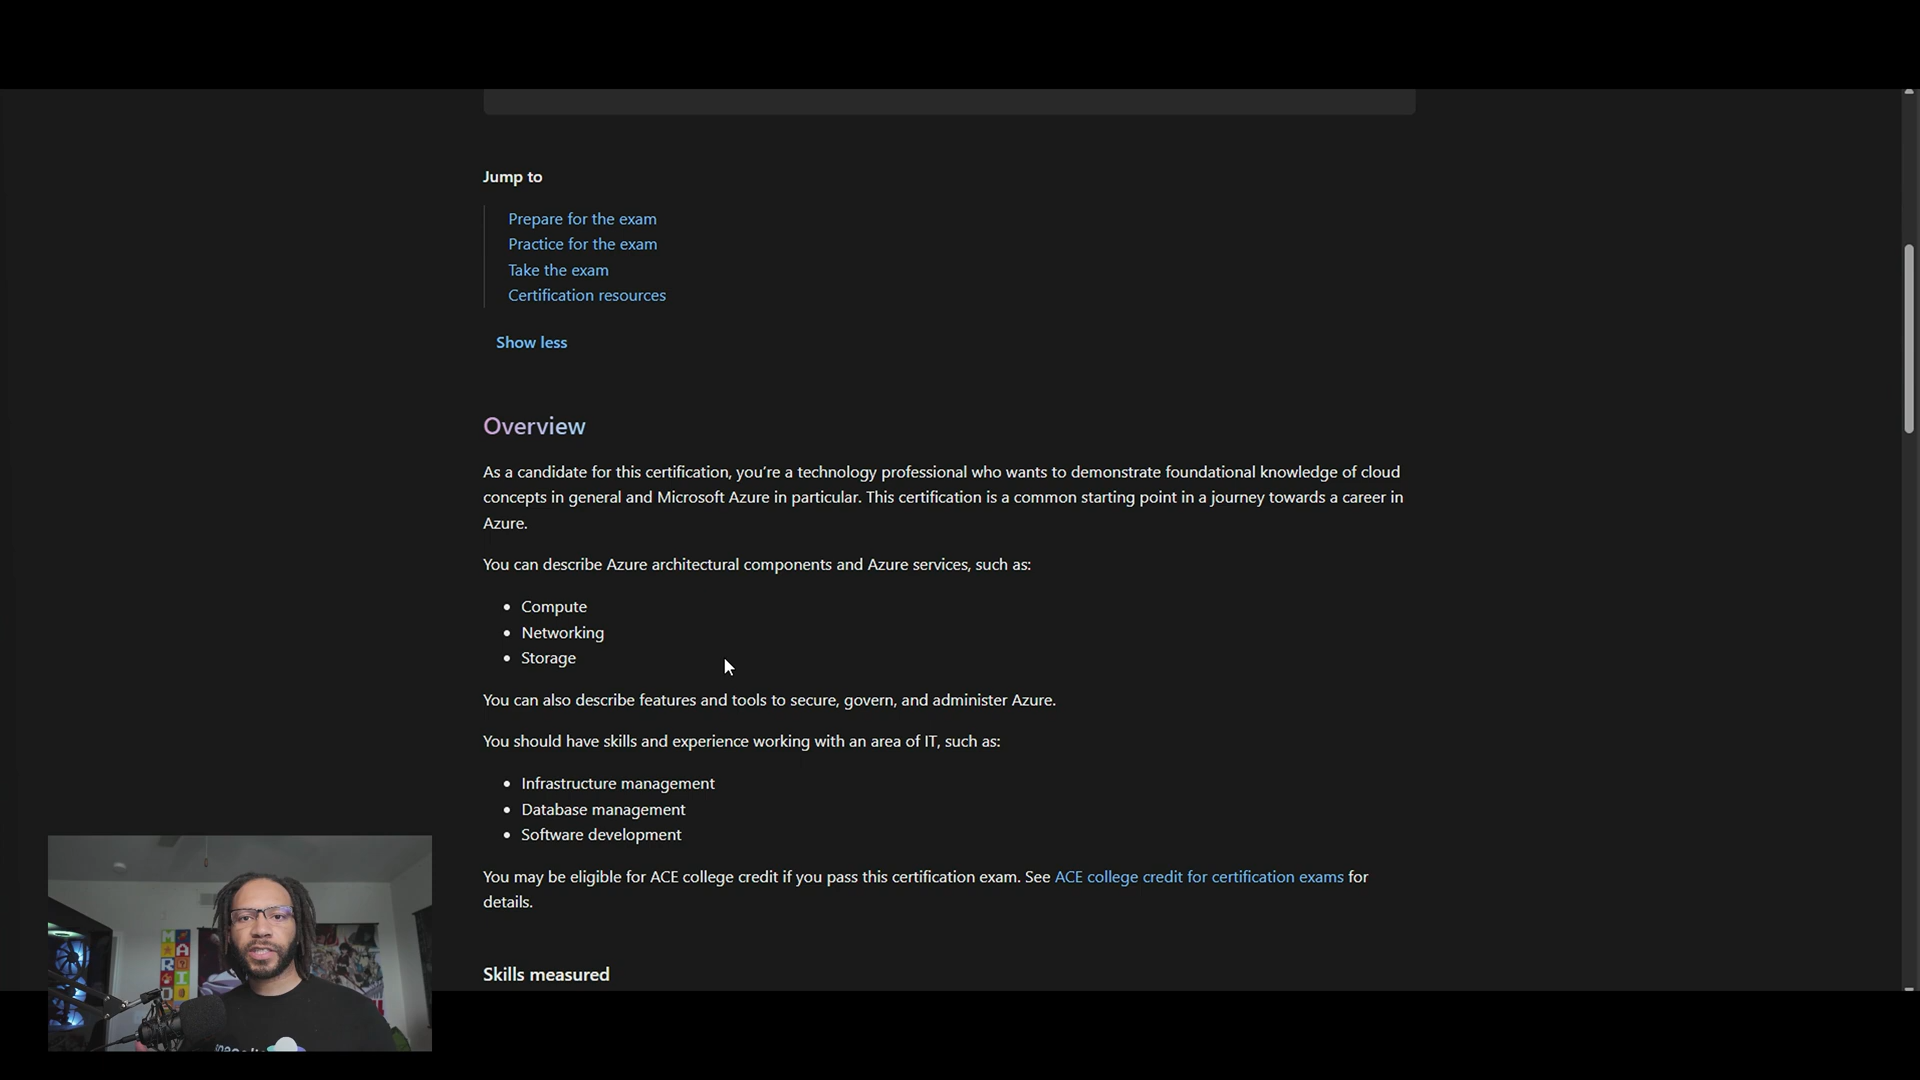 Jump to
Prepare for the exam
Practice for the exam
Take the exam
Certification resources
Show less
Overview
As a candidate for this certification, you're a technology professional who wants to demonstrate foundational knowledge of cloud
concepts in general and Microsoft Azure in particular. This certification is a common starting point in a journey towards a career in
Azure.
You can describe Azure architectural components and Azure services, such as:
• Compute
• Networking
• Storage
You can also describe features and tools to secure, govern, and administer Azure.
You should have skills and experience working with an area of IT, such as:
• Infrastructure management
• Database management
• Software development
You may be eligible for ACE college credit if you pass this certification exam. See ACE college credit for certification exams for
details.
Skills measured